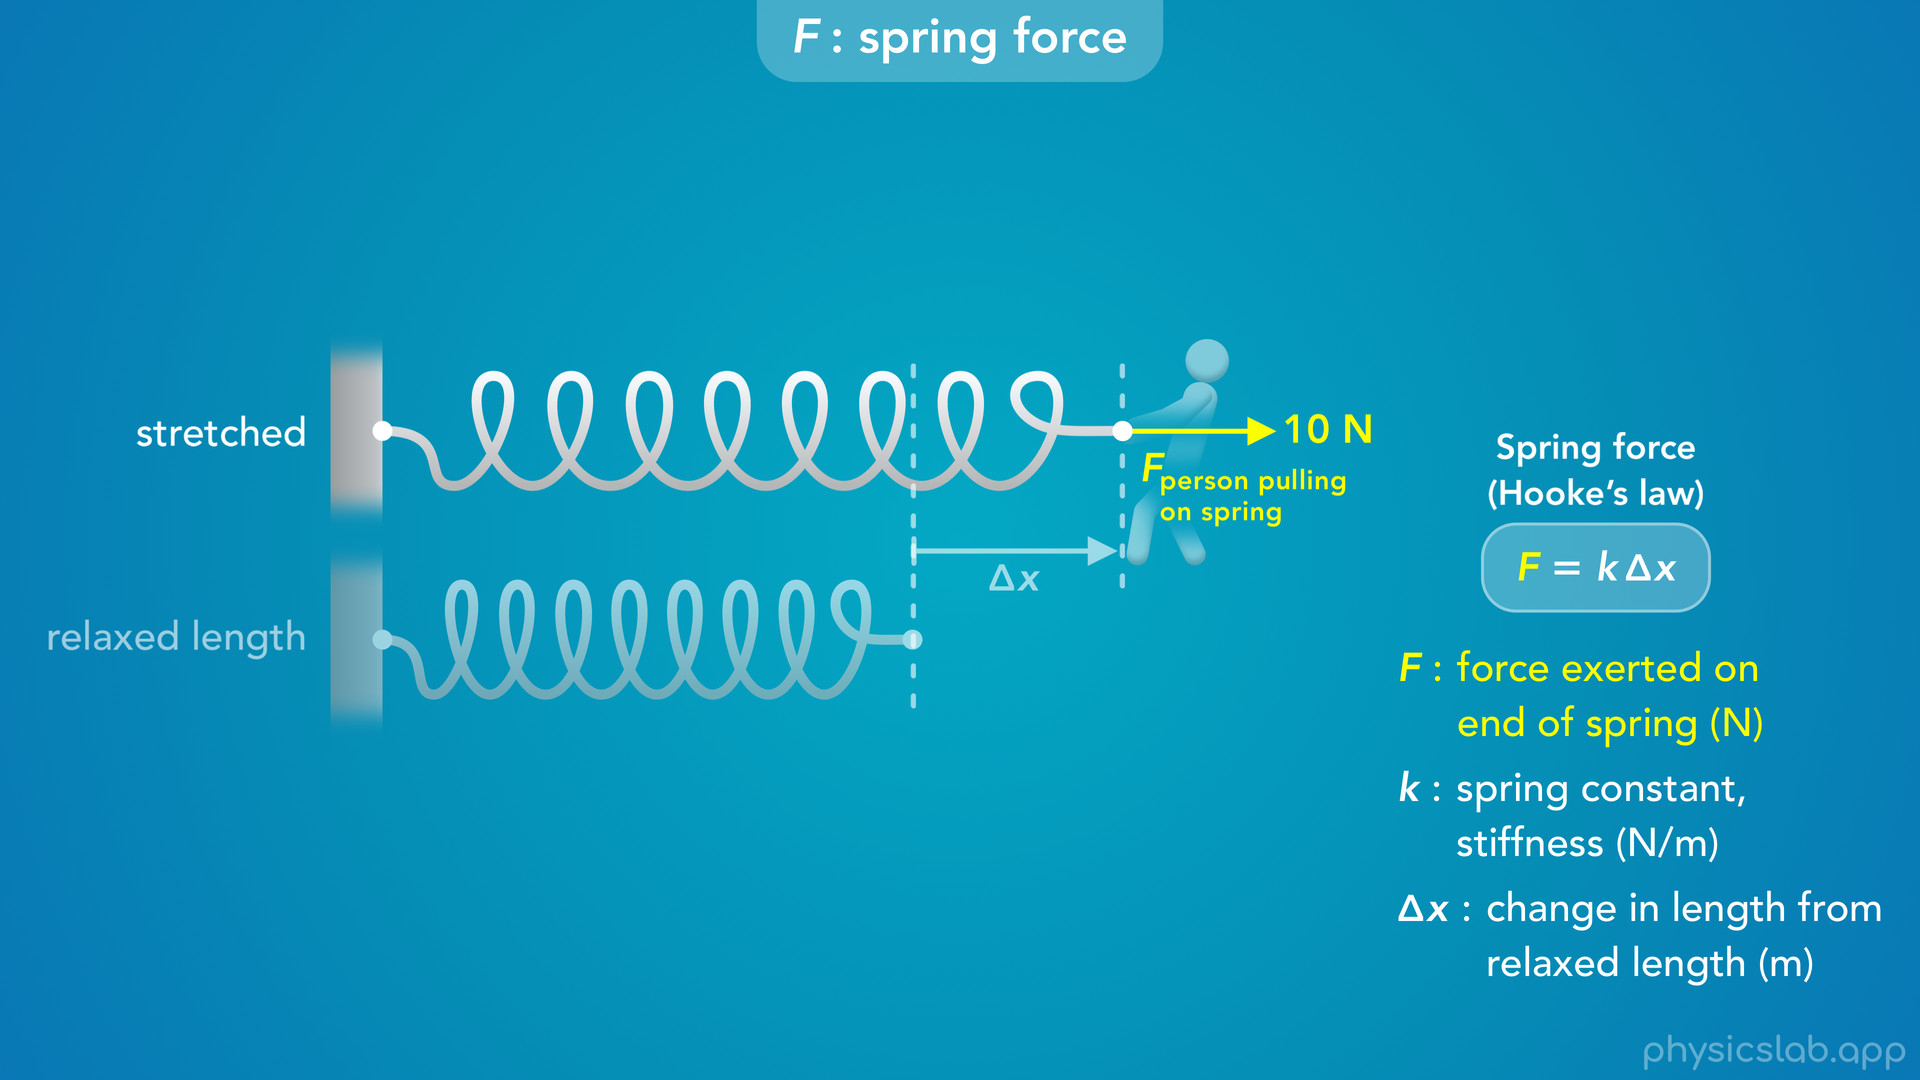 F : spring force
stretched
10 N
F person pulling
on spring
Δx
relaxed length
Spring force
(Hooke’s law)
F = k Δx
F : force exerted on
end of spring (N)
k : spring constant,
stiffness (N/m)
Δx : change in length from
relaxed length (m)
physicslab.app